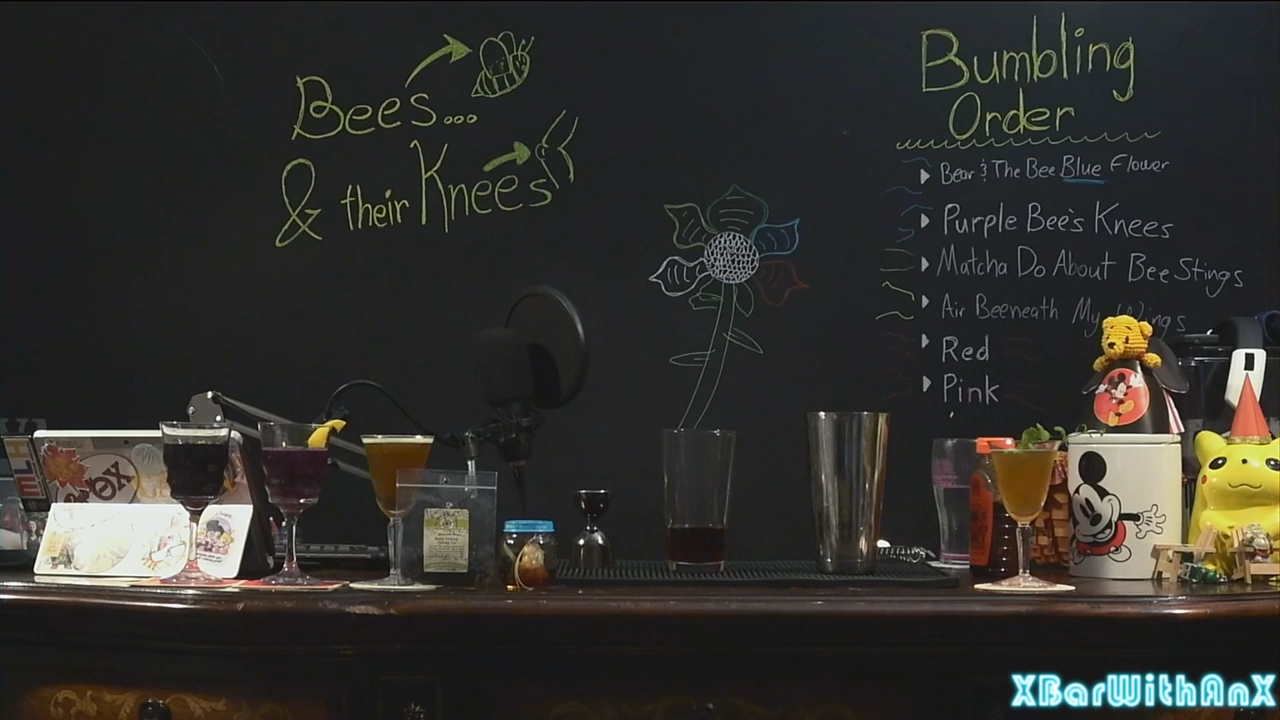 Bees...
& their Knees
Bumbling
Order
Bear & The Bee Blue Flower
Purple Bee's Knees
Matcha Do About Bee Stings
Air Beeneath My Wings
Red
Pink
XBarWithAnX